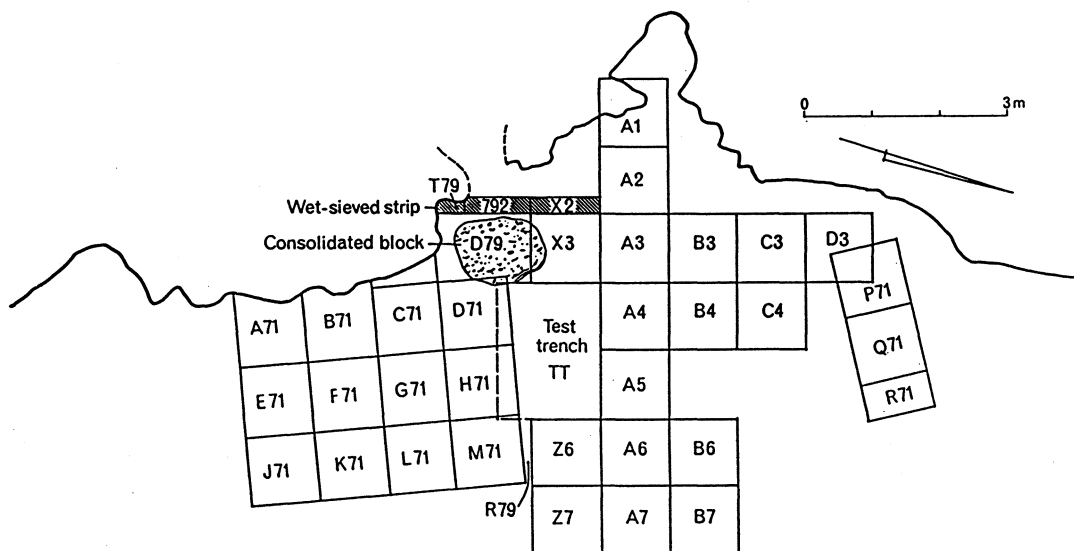 0
3m
A1
A2
T79
Wet-sieved strip
792
X2
Consolidated block
D79
X3
A3
B3
C3
D3
P71
A71
B71
C71
D71
Test
trench
TT
A4
B4
C4
Q71
E71
F71
G71
H71
A5
R71
J71
K71
L71
M71
Z6
A6
B6
R79
Z7
A7
B7